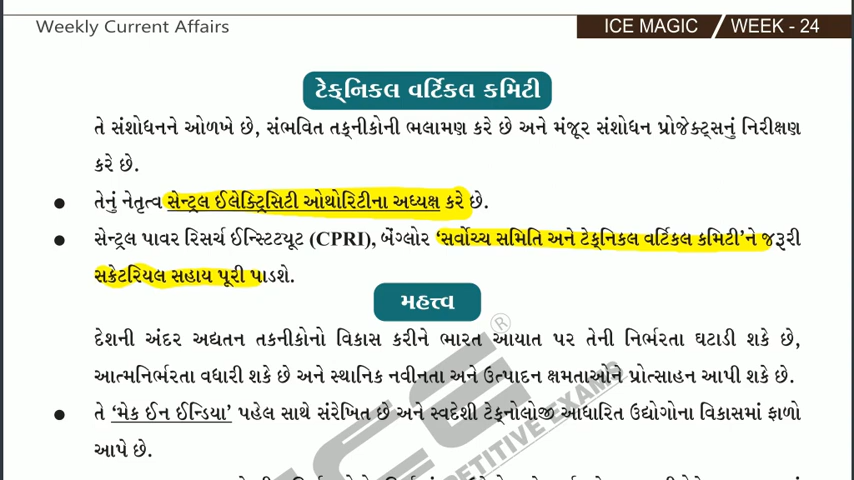 Weekly Current Affairs
ICE MAGIC / WEEK - 24
ટેક્નિકલ વર્ટિકલ કમિટી
તે સંશોધનને ઓળખે છે, સંભવિત તક્નીકોની ભલામણ કરે છે અને મંજૂર સંશોધન પ્રોજેક્ટ્સનું નિરીક્ષણ
કરે છે.
● તેનું નેતૃત્વ સેન્ટ્રલ ઈલેક્ટ્રિસિટી ઓથોરિટીના અધ્યક્ષ કરે છે.
● સેન્ટ્રલ પાવર રિસર્ચ ઈન્સ્ટિટયૂટ (CPRI), બેંગ્લોર ‘સર્વોચ્ચ સમિતિ અને ટેક્નિકલ વર્ટિકલ કમિટી’ને જરૂરી
સક્રેટરિયલ સહાય પૂરી પાડશે.
મહત્ત્વ
દેશની અંદર અદ્યતન તકનીકોનો વિકાસ કરીને ભારત આયાત પર તેની નિર્ભરતા ઘટાડી શકે છે,
આત્મનિર્ભરતા વધારી શકે છે અને સ્થાનિક નવીનતા અને ઉત્પાદન ક્ષમતાઓને પ્રોત્સાહન આપી શકે છે.
● તે ‘મેક ઈન ઈન્ડિયા’ પહેલ સાથે સંરેખિત છે અને સ્વદેશી ટેક્નોલોજી આધારિત ઉદ્યોગોના વિકાસમાં ફાળો
આપે છે.